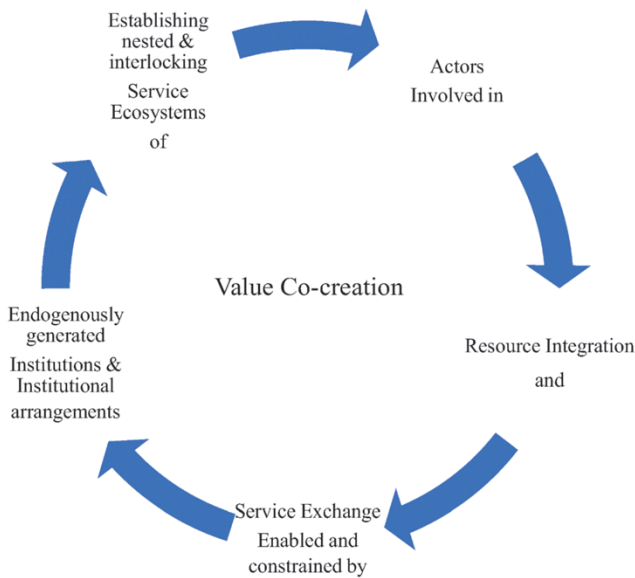 Establishing
nested &
interlocking
Service
Ecosystems
of
Actors
Involved in
Resource Integration
and
Service Exchange
Enabled and
constrained by
Endogenously
generated
Institutions &
Institutional
arrangements
Value Co-creation